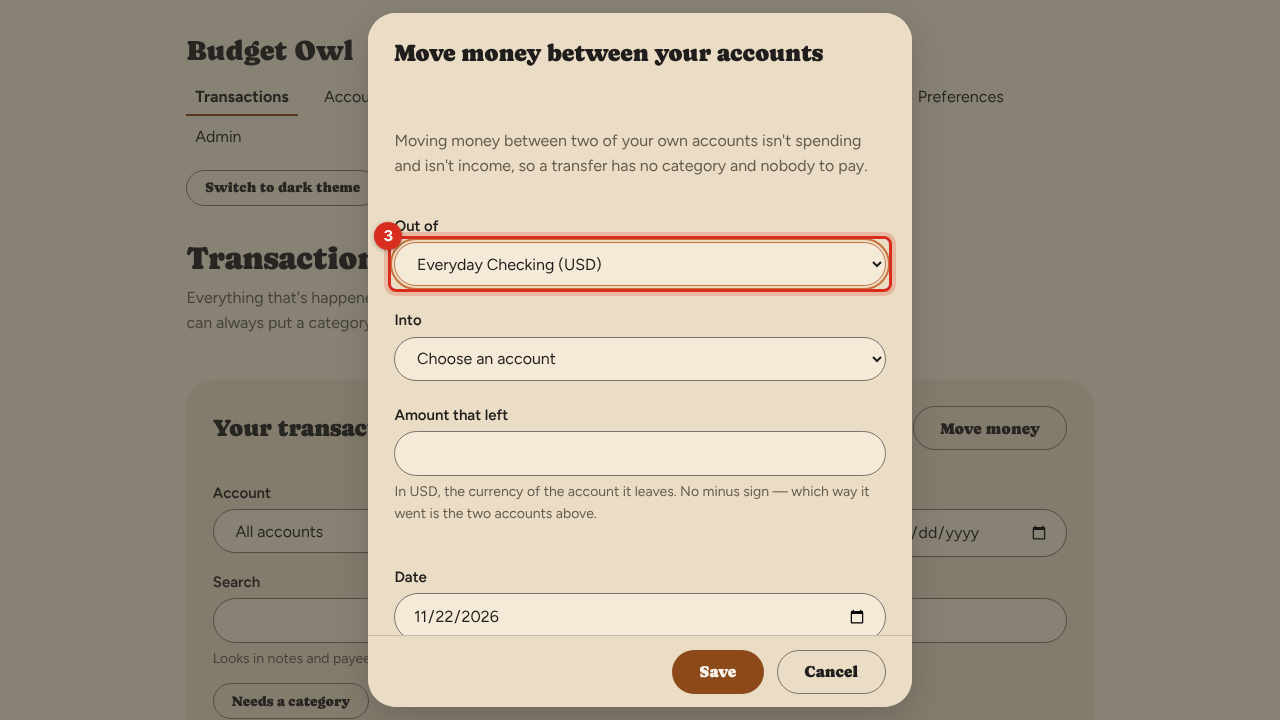 Budget Owl
Transactions
Preferences
Admin
Switch to dark theme
Everything that's
can always put a category
Your
Move money
Account
All accounts
/dd/yyyy
Search
Looks in notes and
Needs a category
Move money between your accounts
Moving money between two of your own accounts isn't spending
and isn't income, so a transfer has no category and nobody to pay.
3
Out of
Everyday Checking (USD)
Into
Choose an account
Amount that left
In USD, the currency of the account it leaves. No minus sign — which way it
went is the two accounts above.
Date
11/22/2026
Save
Cancel